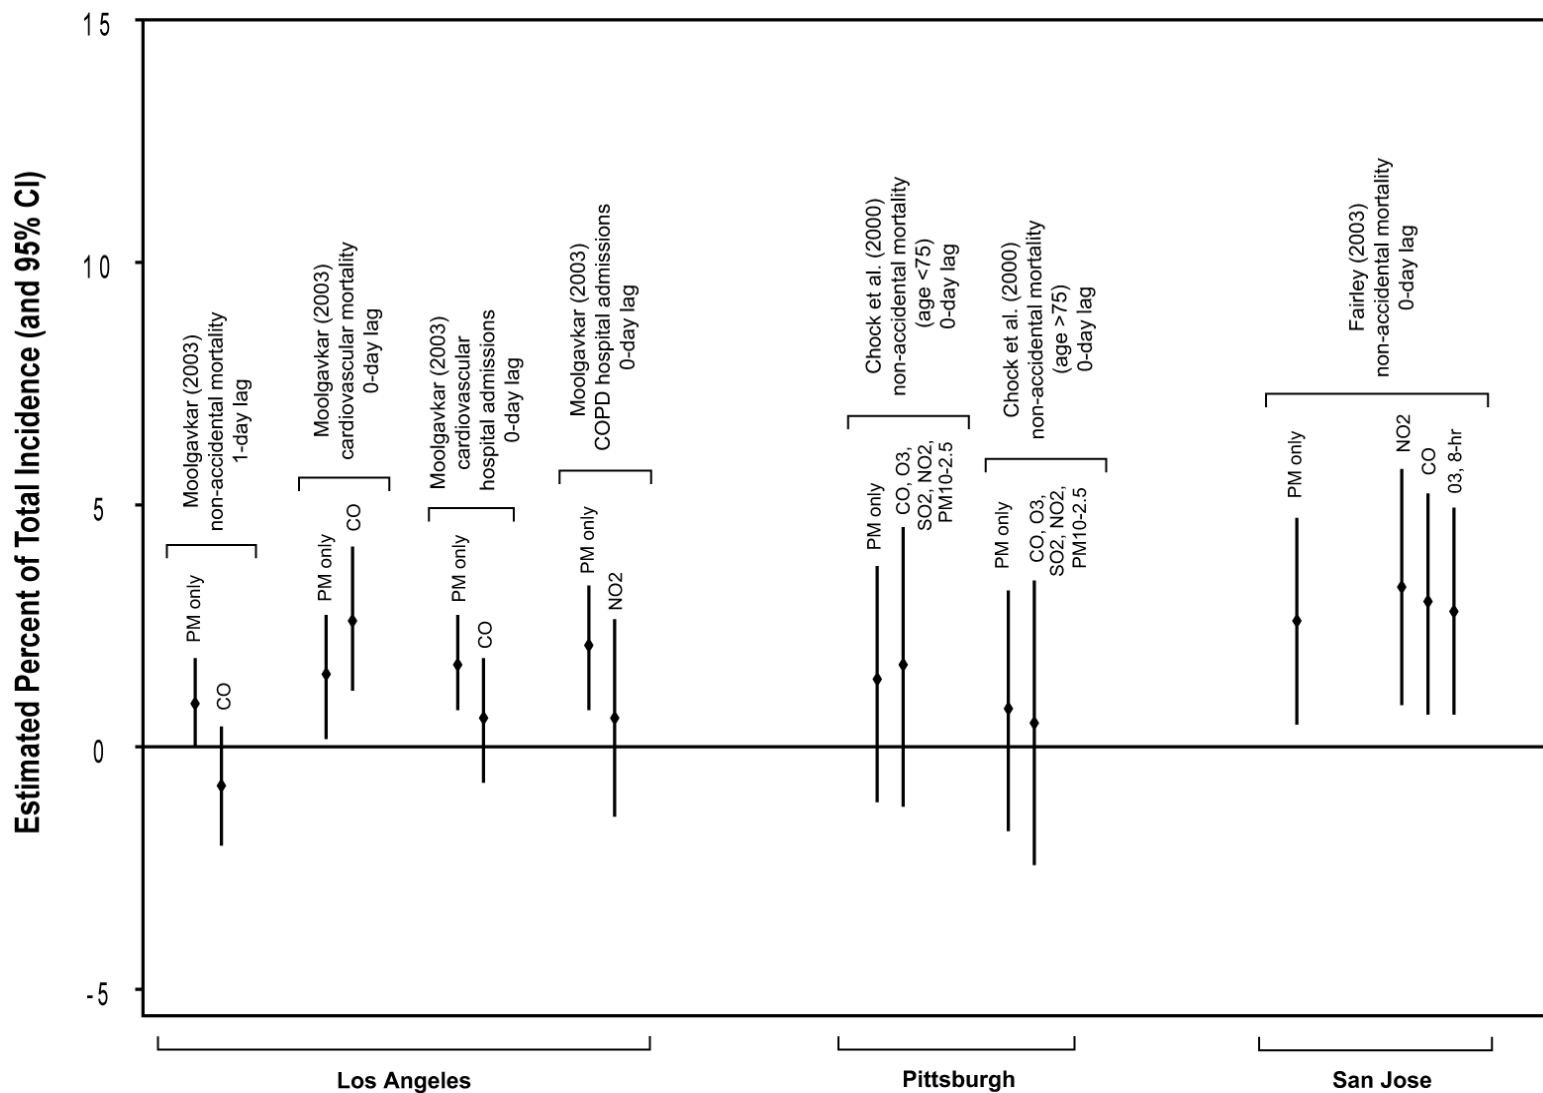 Estimated Percent of Total Incidence (and 95% CI)
15
10
5
0
-5
Moolgavkar (2003)
non-accidental mortality
1-day lag
PM only
CO
Moolgavkar (2003)
cardiovascular mortality
0-day lag
PM only
CO
Moolgavkar (2003)
cardiovascular
hospital admissions
0-day lag
PM only
CO
Moolgavkar (2003)
COPD hospital admissions
0-day lag
PM only
NO2
Chock et al. (2000)
non-accidental mortality
(age <75)
0-day lag
PM only
CO, O3,
SO2, NO2,
PM10-2.5
Chock et al. (2000)
non-accidental mortality
(age >75)
0-day lag
PM only
CO, O3,
SO2, NO2,
PM10-2.5
Fairley (2003)
non-accidental mortality
0-day lag
PM only
NO2
CO
03, 8-hr
Los Angeles
Pittsburgh
San Jose